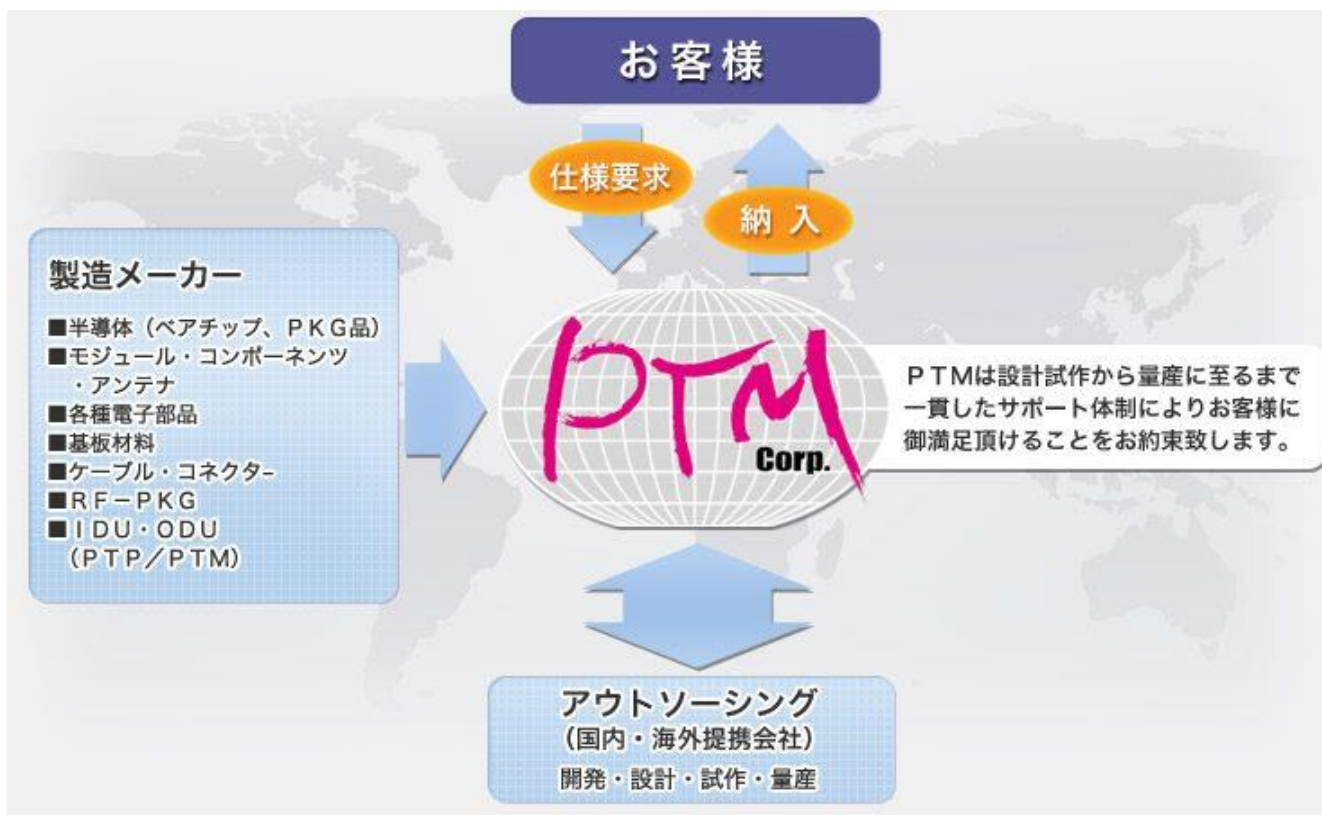 お客様
仕様要求
納入
製造メーカー
■半導体（ベアチップ、ＰＫＧ品）
■モジュール・コンポーネンツ
・アンテナ
■各種電子部品
■基板材料
■ケーブル・コネクター
■ＲＦ－ＰＫＧ
■ＩＤＵ・ＯＤＵ
（ＰＴＰ／ＰＴＭ）
PTM
Corp.
ＰＴＭは設計試作から量産に至るまで
一貫したサポート体制によりお客様に
御満足頂けることをお約束致します。
アウトソーシング
（国内・海外提携会社）
開発・設計・試作・量産